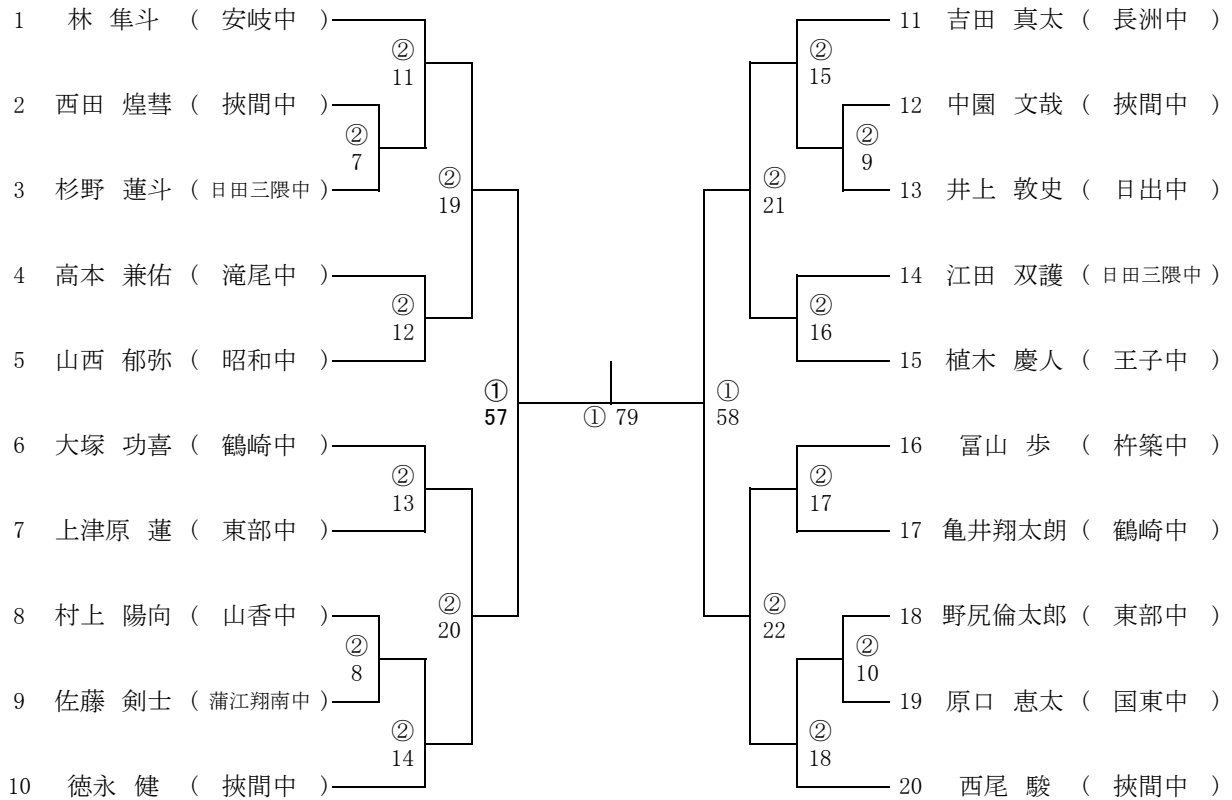 1 林 隼斗 ( 安岐中 )
②
11
2 西田 煌彗 ( 挾間中 )
②
7
3 杉野 蓮斗 ( 日田三隈中 )
②
19
4 高本 兼佑 ( 滝尾中 )
②
12
5 山西 郁弥 ( 昭和中 )
①
57
6 大塚 功喜 ( 鶴崎中 )
②
13
7 上津原 蓮 ( 東部中 )
②
20
8 村上 陽向 ( 山香中 )
②
8
9 佐藤 剣士 ( 蒲江翔南中 )
②
14
10 徳永 健 ( 挾間中 )
① 79
11 吉田 真太 ( 長洲中 )
②
15
12 中園 文哉 ( 挾間中 )
②
9
13 井上 敦史 ( 日出中 )
②
21
14 江田 双護 ( 日田三隈中 )
②
16
15 植木 慶人 ( 王子中 )
①
58
16 冨山 歩 ( 杵築中 )
②
17
17 亀井翔太朗 ( 鶴崎中 )
②
22
18 野尻倫太郎 ( 東部中 )
②
10
19 原口 恵太 ( 国東中 )
②
18
20 西尾 駿 ( 挾間中 )